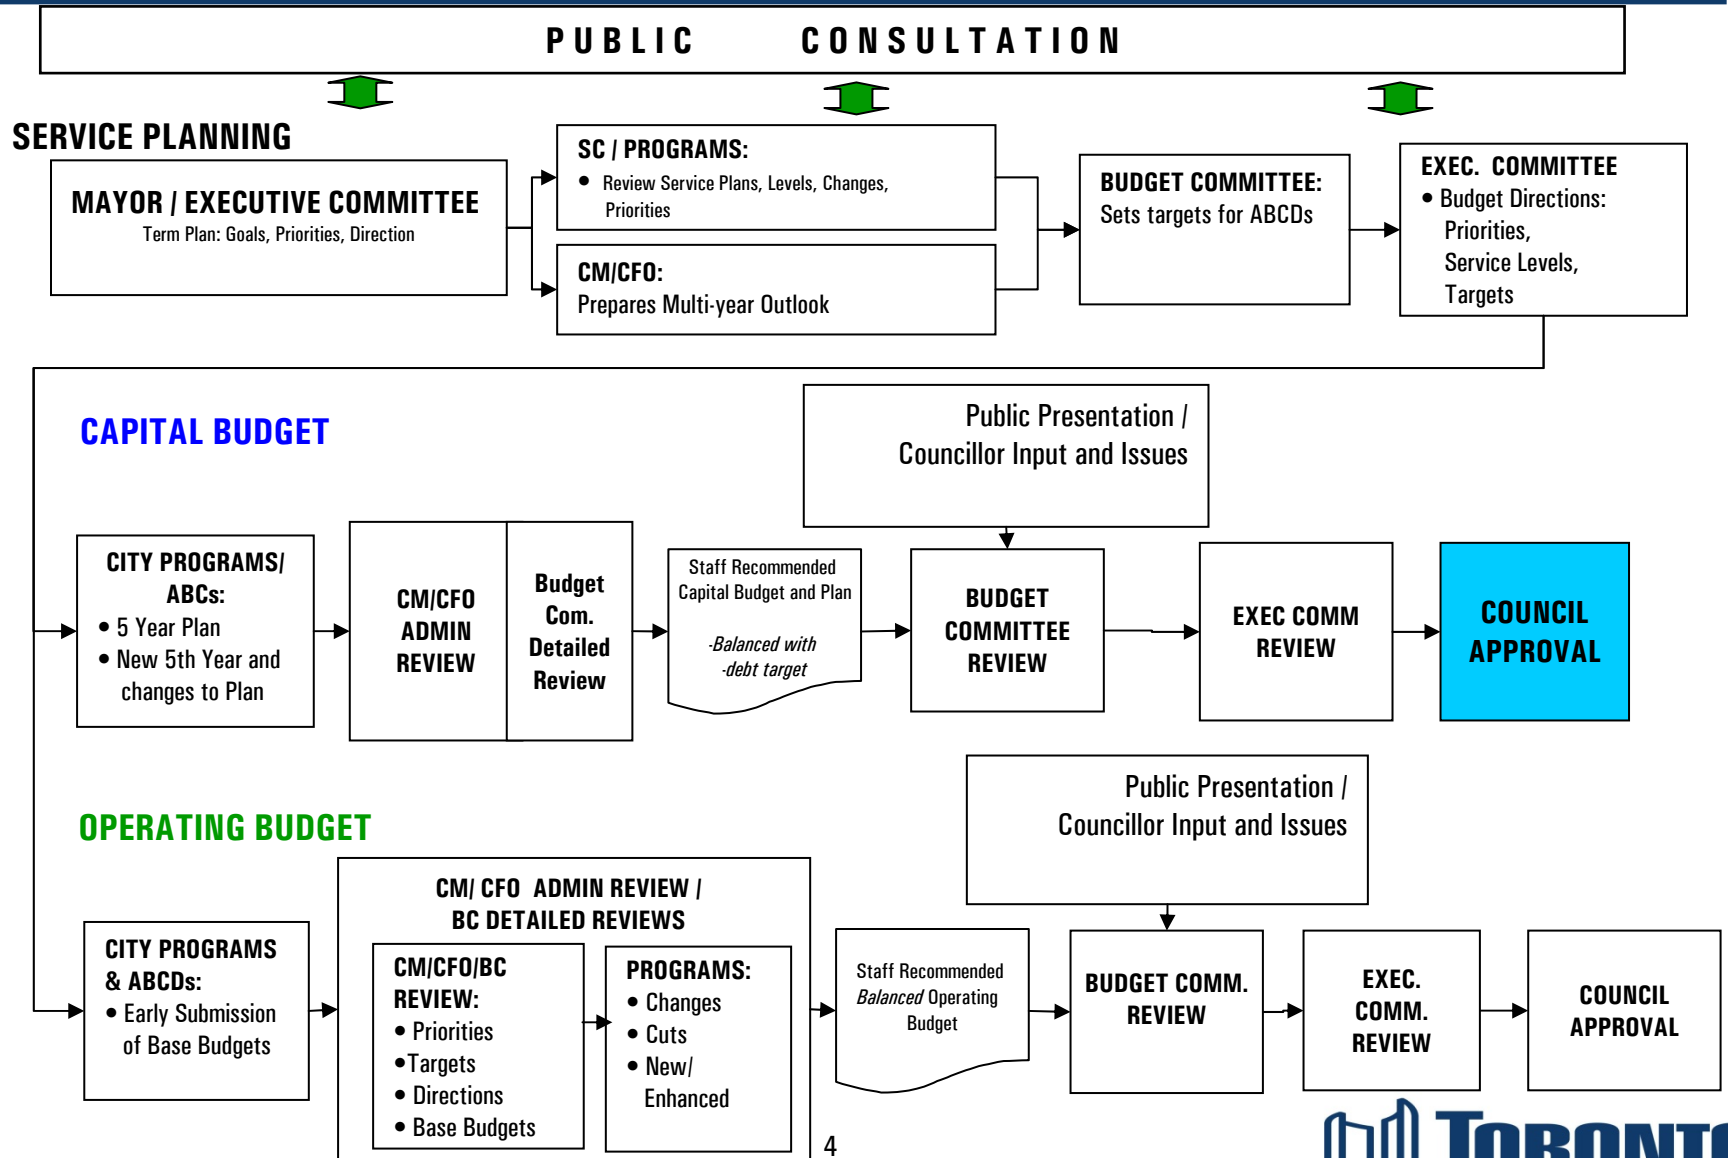 PUBLIC CONSULTATION
SERVICE PLANNING
MAYOR / EXECUTIVE COMMITTEE
Term Plan: Goals, Priorities, Direction
SC / PROGRAMS:
• Review Service Plans, Levels, Changes,
Priorities
CM/CFO:
Prepares Multi-year Outlook
BUDGET COMMITTEE:
Sets targets for ABCDs
EXEC. COMMITTEE
• Budget Directions:
Priorities,
Service Levels,
Targets
CAPITAL BUDGET
Public Presentation /
Councillor Input and Issues
CITY PROGRAMS/
ABCs:
• 5 Year Plan
• New 5th Year and
changes to Plan
CM/CFO
ADMIN
REVIEW
Budget
Com.
Detailed
Review
Staff Recommended
Capital Budget and Plan
-Balanced with
-debt target
BUDGET
COMMITTEE
REVIEW
EXEC COMM
REVIEW
COUNCIL
APPROVAL
OPERATING BUDGET
Public Presentation /
Councillor Input and Issues
CITY PROGRAMS
& ABCDs:
• Early Submission
of Base Budgets
CM/ CFO ADMIN REVIEW /
BC DETAILED REVIEWS
CM/CFO/BC
REVIEW:
• Priorities
•Targets
• Directions
• Base Budgets
PROGRAMS:
• Changes
• Cuts
• New/
Enhanced
Staff Recommended
Balanced Operating
Budget
BUDGET COMM.
REVIEW
EXEC.
COMM.
REVIEW
COUNCIL
APPROVAL
4
TORONTO